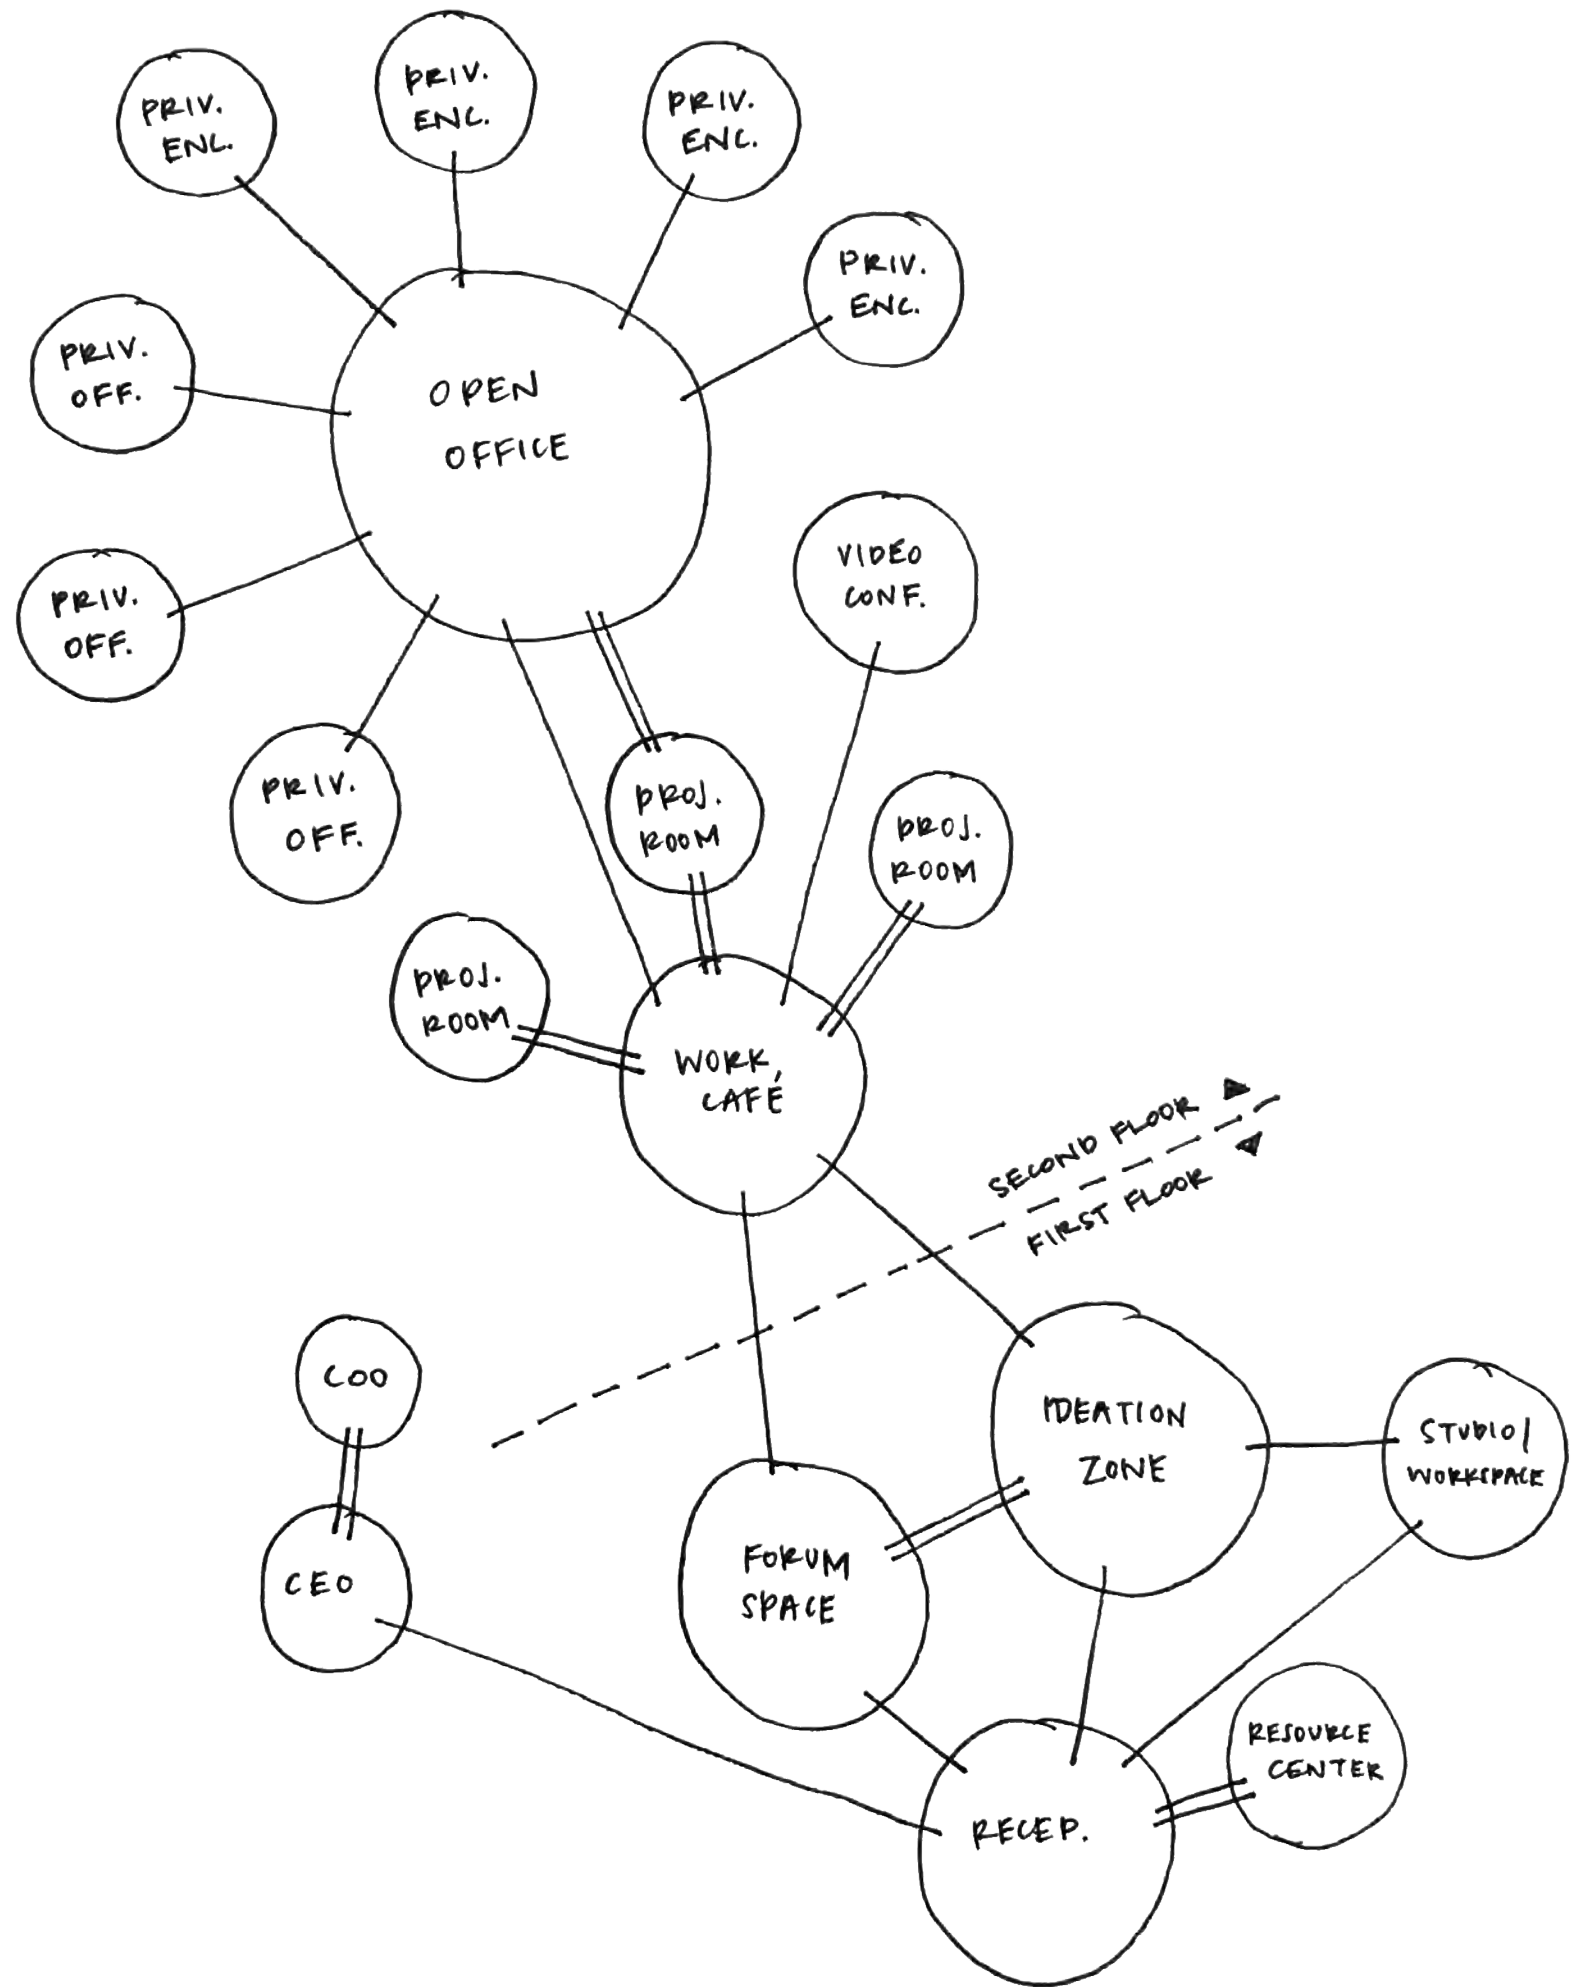 PRIV.
ENC.
PRIV.
ENC.
PRIV.
ENC.
PRIV.
ENC.
PRIV.
OFF.
OPEN
OFFICE
PRIV.
OFF.
VIDEO
CONF.
PRIV.
OFF.
PROJ.
ROOM
PROJ.
ROOM
PROJ.
ROOM
WORK
CAFÉ
SECOND FLOOR
FIRST FLOOR
COO
IDEATION
ZONE
STUDIO/
WORKSPACE
CEO
FORUM
SPACE
RESOURCE
CENTER
RECEP.